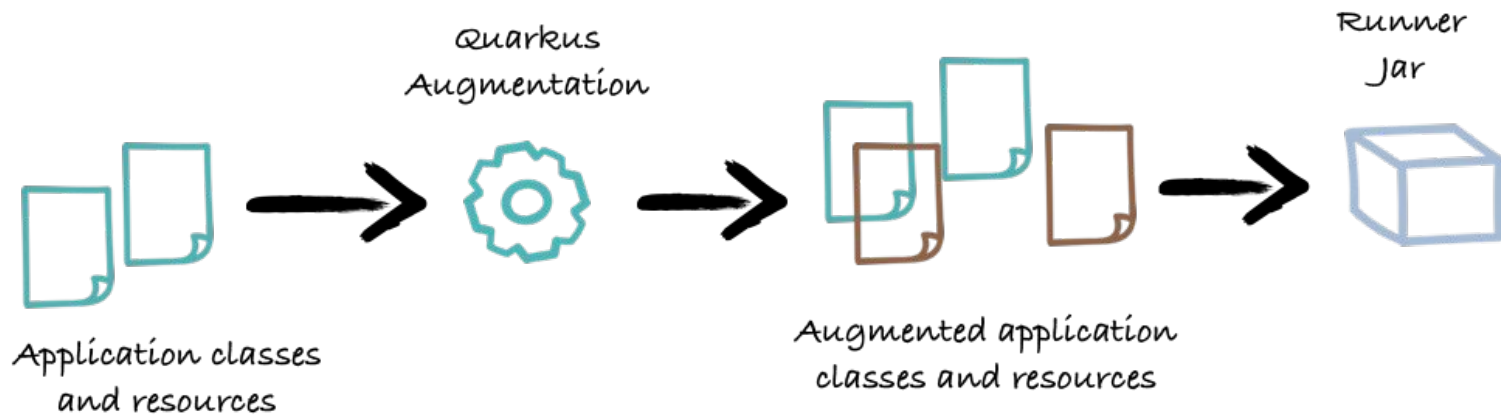 Application classes
and resources
Quarkus
Augmentation
Augmented application
classes and resources
Runner
Jar